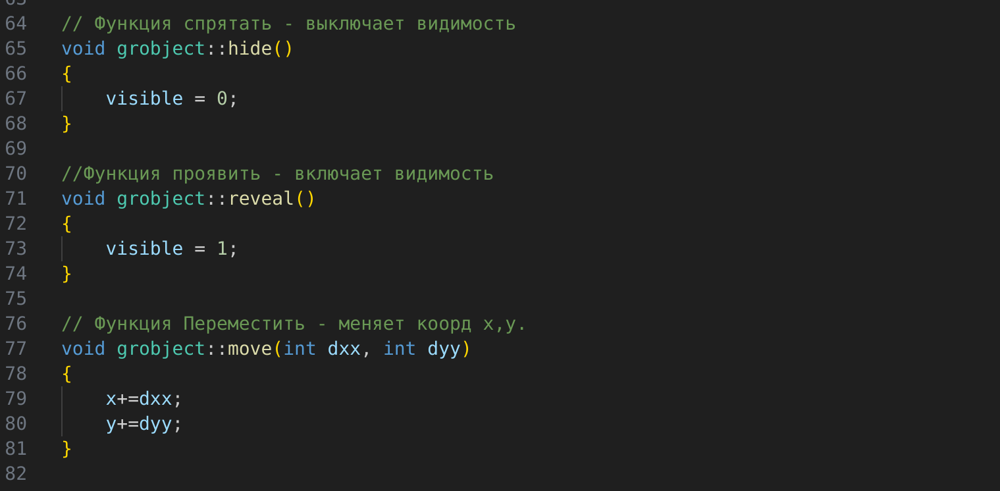 64 // Функция спрятать - выключает видимость
65 void grobject::hide()
66 {
67 visible = 0;
68 }
69
70 //Функция проявить - включает видимость
71 void grobject::reveal()
72 {
73 visible = 1;
74 }
75
76 // Функция Переместить - меняет коорд x,y.
77 void grobject::move(int dxx, int dyy)
78 {
79 x+=dxx;
80 y+=dyy;
81 }
82